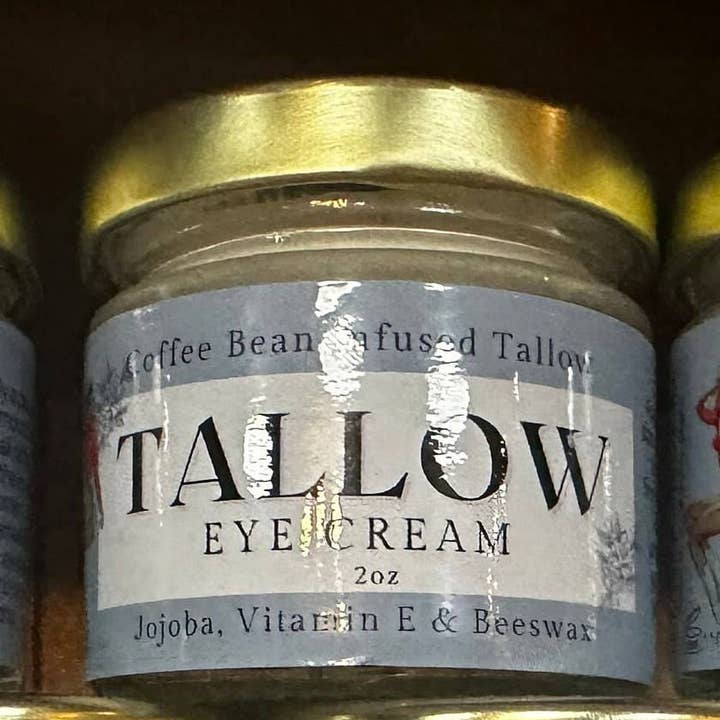 Coffee Bean Infused Tallow
TALLOW
EYE CREAM
2oz
Jojoba, Vitamin E & Beeswax